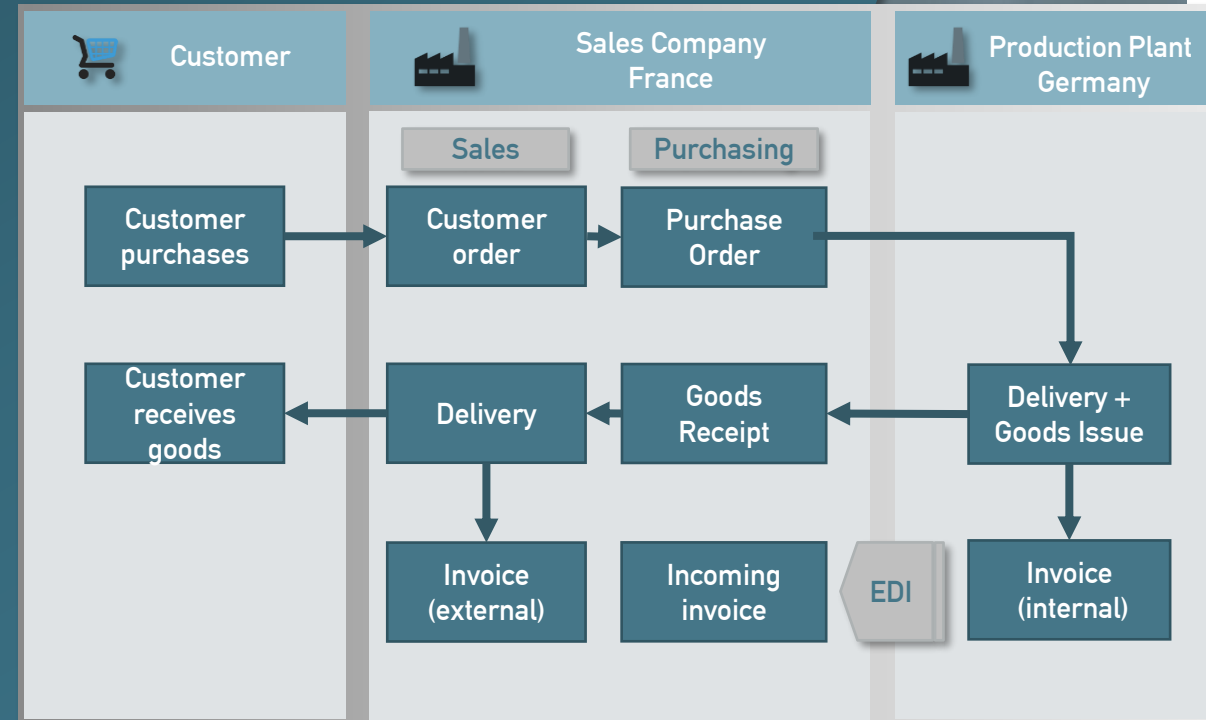 Customer
Sales Company
France
Production Plant
Germany
Sales
Purchasing
Customer
purchases
Customer
order
Purchase
Order
Customer
receives
goods
Delivery
Goods
Receipt
Delivery +
Goods Issue
Invoice
(external)
Incoming
invoice
EDI
Invoice
(internal)